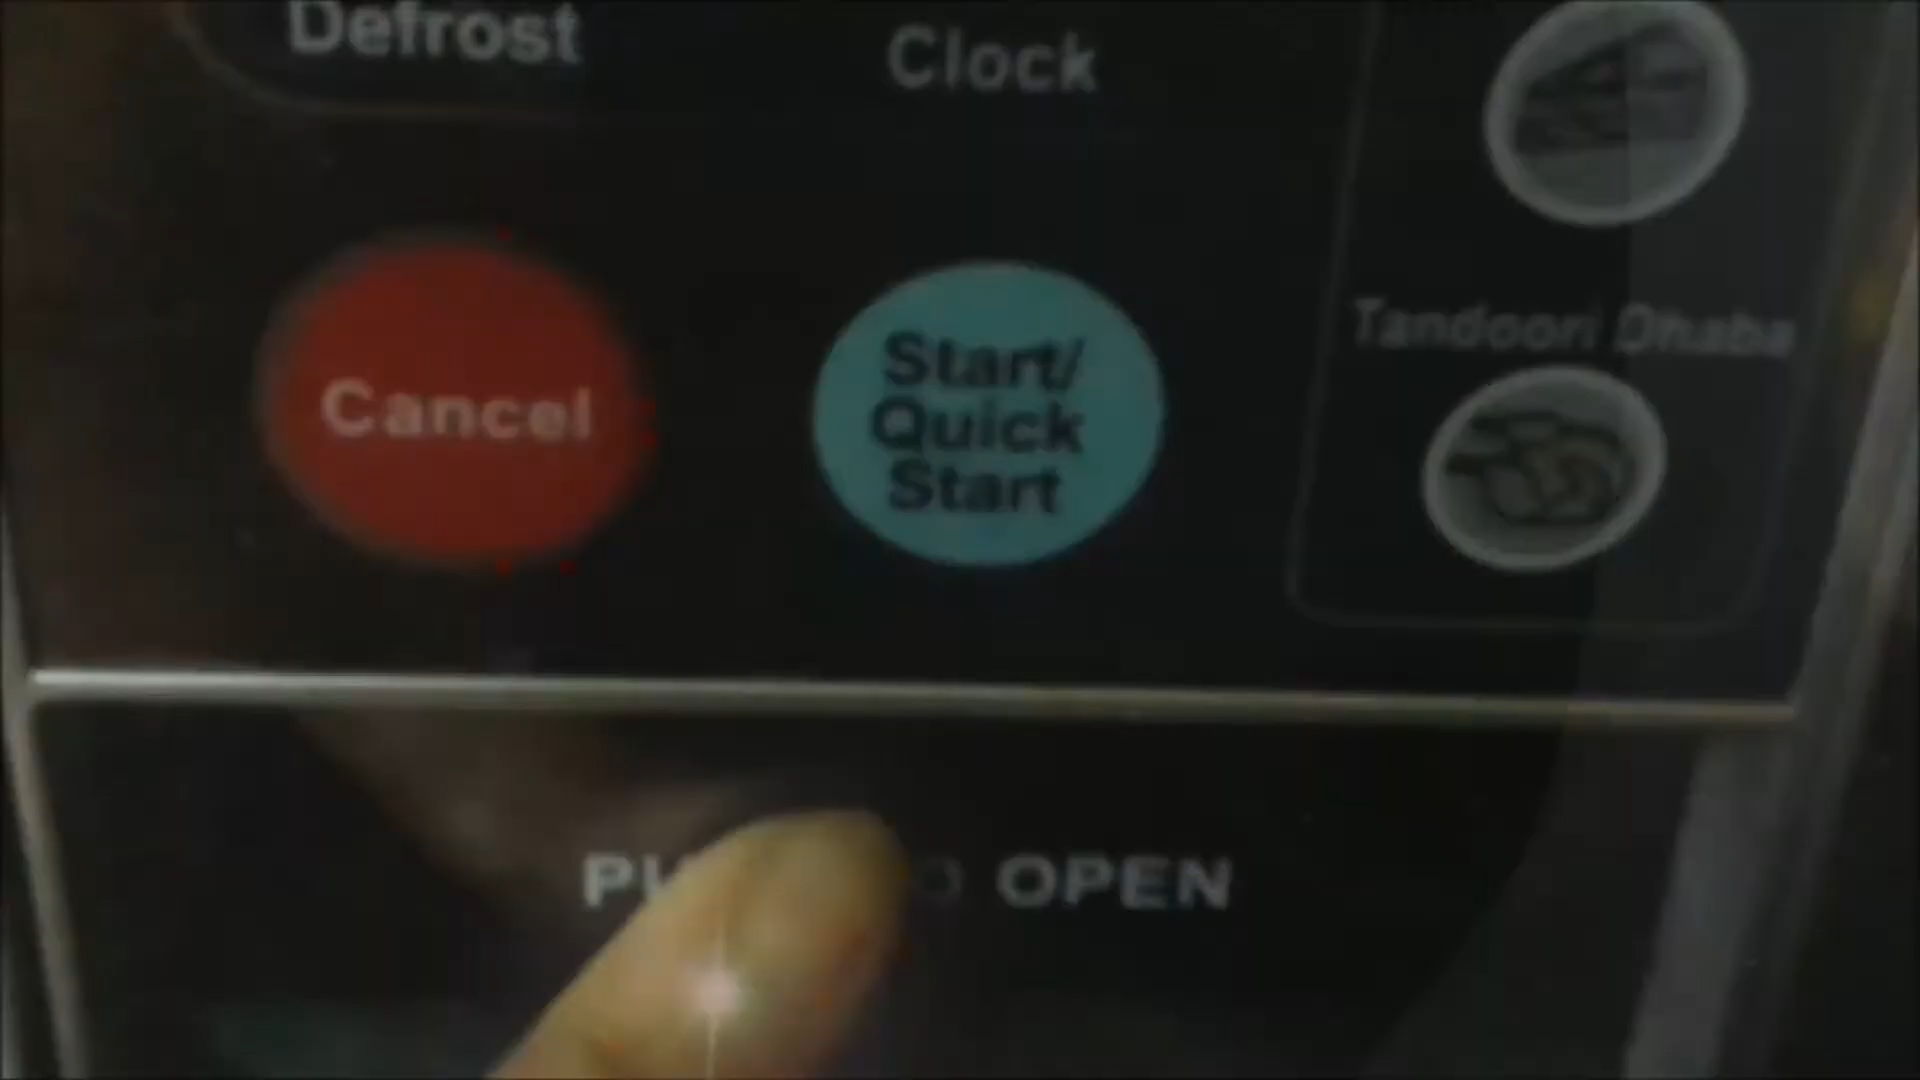 Defrost
Clock
Cancel
Start/
Quick
Start
Tandoori Dhaba
OPEN